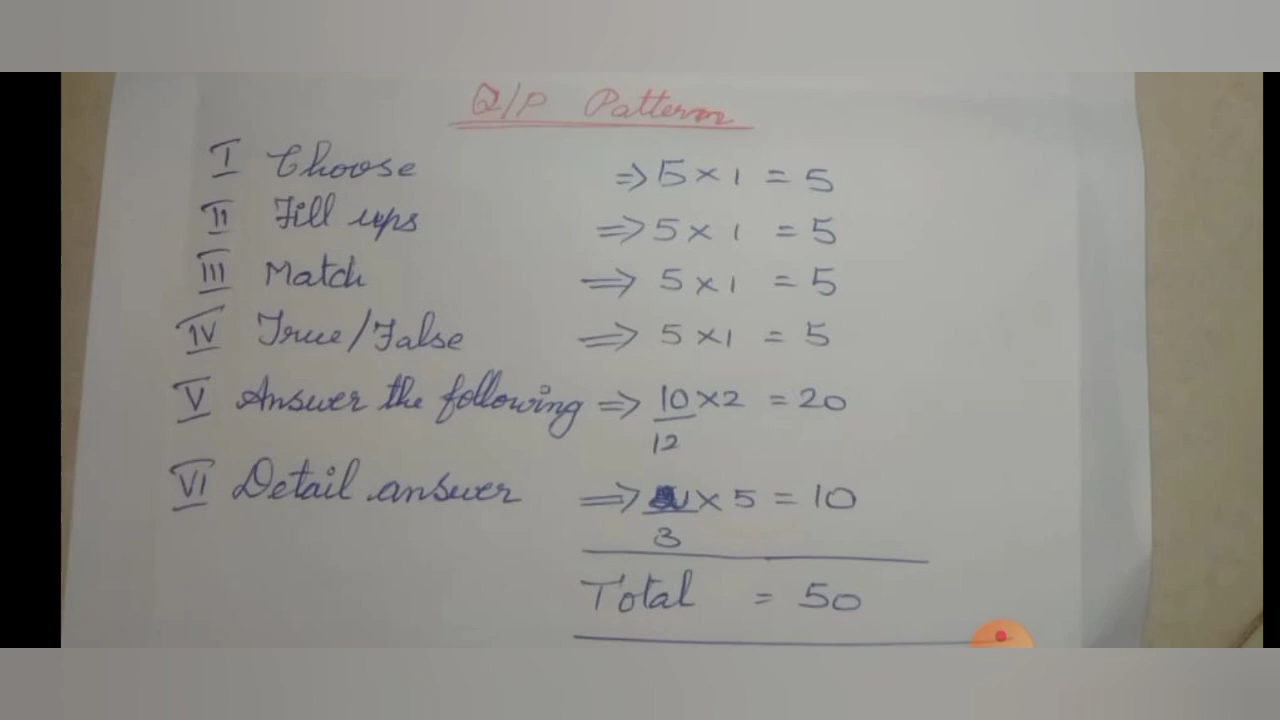 Q/P Pattern
I Choose ⇒ 5 × 1 = 5
II Fill ups ⇒ 5 × 1 = 5
III Match ⇒ 5 × 1 = 5
IV True/False ⇒ 5 × 1 = 5
V Answer the following ⇒ 10 × 2 = 20
12
VI Detail answer ⇒ × 5 = 10
3
Total = 50